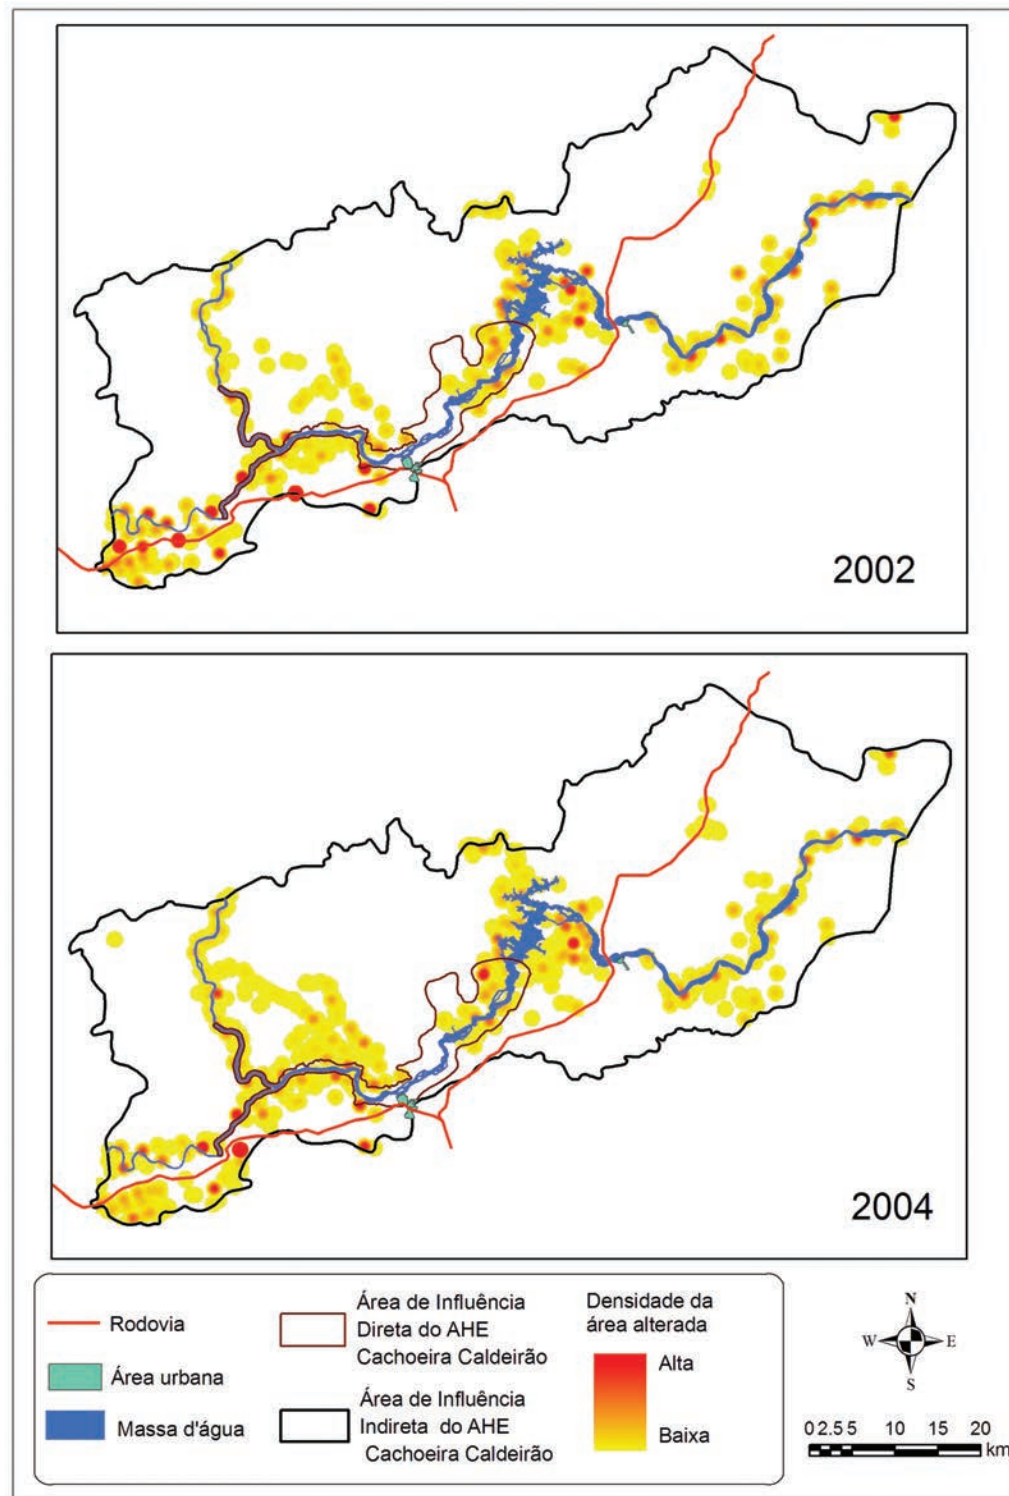 2002
2004
Rodovia
Área urbana
Massa d'água
Área de Influência
Direta do AHE
Cachoeira Caldeirão
Área de Influência
Indireta do AHE
Cachoeira Caldeirão
Densidade da
área alterada
Alta
Baixa
N
W E
S
0 2,5 5 10 15 20
km